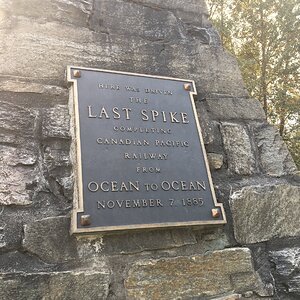 HERE WAS DRIVEN
THE
LAST SPIKE
COMPLETING
CANADIAN PACIFIC
RAILWAY
FROM
OCEAN TO OCEAN
NOVEMBER 7 1885